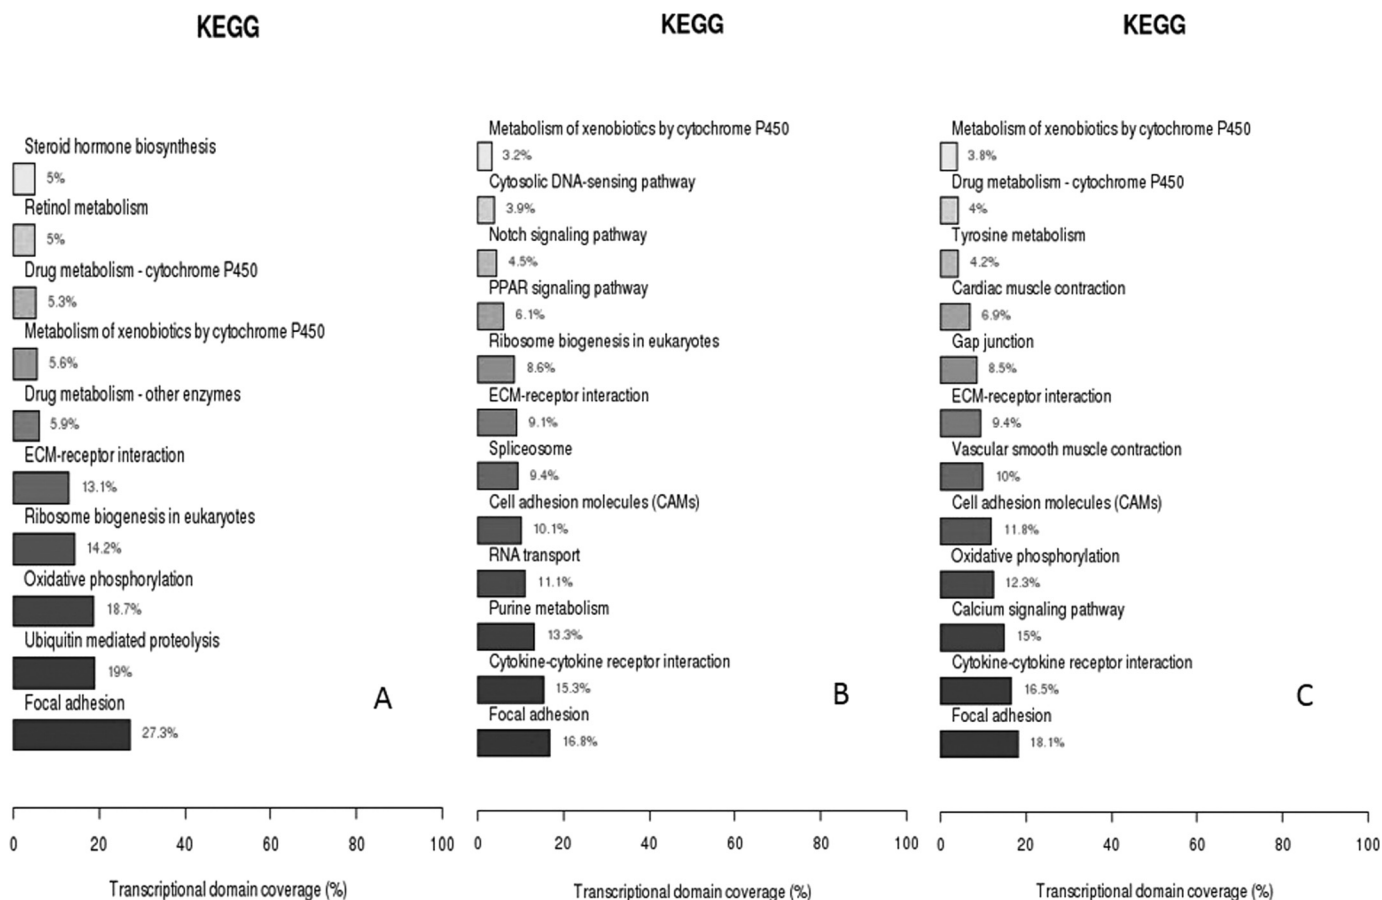 KEGG
Steroid hormone biosynthesis
5%
Retinol metabolism
5%
Drug metabolism - cytochrome P450
5.3%
Metabolism of xenobiotics by cytochrome P450
5.6%
Drug metabolism - other enzymes
5.9%
ECM-receptor interaction
13.1%
Ribosome biogenesis in eukaryotes
14.2%
Oxidative phosphorylation
18.7%
Ubiquitin mediated proteolysis
19%
Focal adhesion
27.3%
A
0 20 40 60 80 100
Transcriptional domain coverage (%)
KEGG
Metabolism of xenobiotics by cytochrome P450
3.2%
Cytosolic DNA-sensing pathway
3.9%
Notch signaling pathway
4.5%
PPAR signaling pathway
6.1%
Ribosome biogenesis in eukaryotes
8.6%
ECM-receptor interaction
9.1%
Spliceosome
9.4%
Cell adhesion molecules (CAMs)
10.1%
RNA transport
11.1%
Purine metabolism
13.3%
Cytokine-cytokine receptor interaction
15.3%
Focal adhesion
16.8%
B
0 20 40 60 80 100
Transcriptional domain coverage (%)
KEGG
Metabolism of xenobiotics by cytochrome P450
3.8%
Drug metabolism - cytochrome P450
4%
Tyrosine metabolism
4.2%
Cardiac muscle contraction
6.9%
Gap junction
8.5%
ECM-receptor interaction
9.4%
Vascular smooth muscle contraction
10%
Cell adhesion molecules (CAMs)
11.8%
Oxidative phosphorylation
12.3%
Calcium signaling pathway
15%
Cytokine-cytokine receptor interaction
16.5%
Focal adhesion
18.1%
C
0 20 40 60 80 100
Transcriptional domain coverage (%)